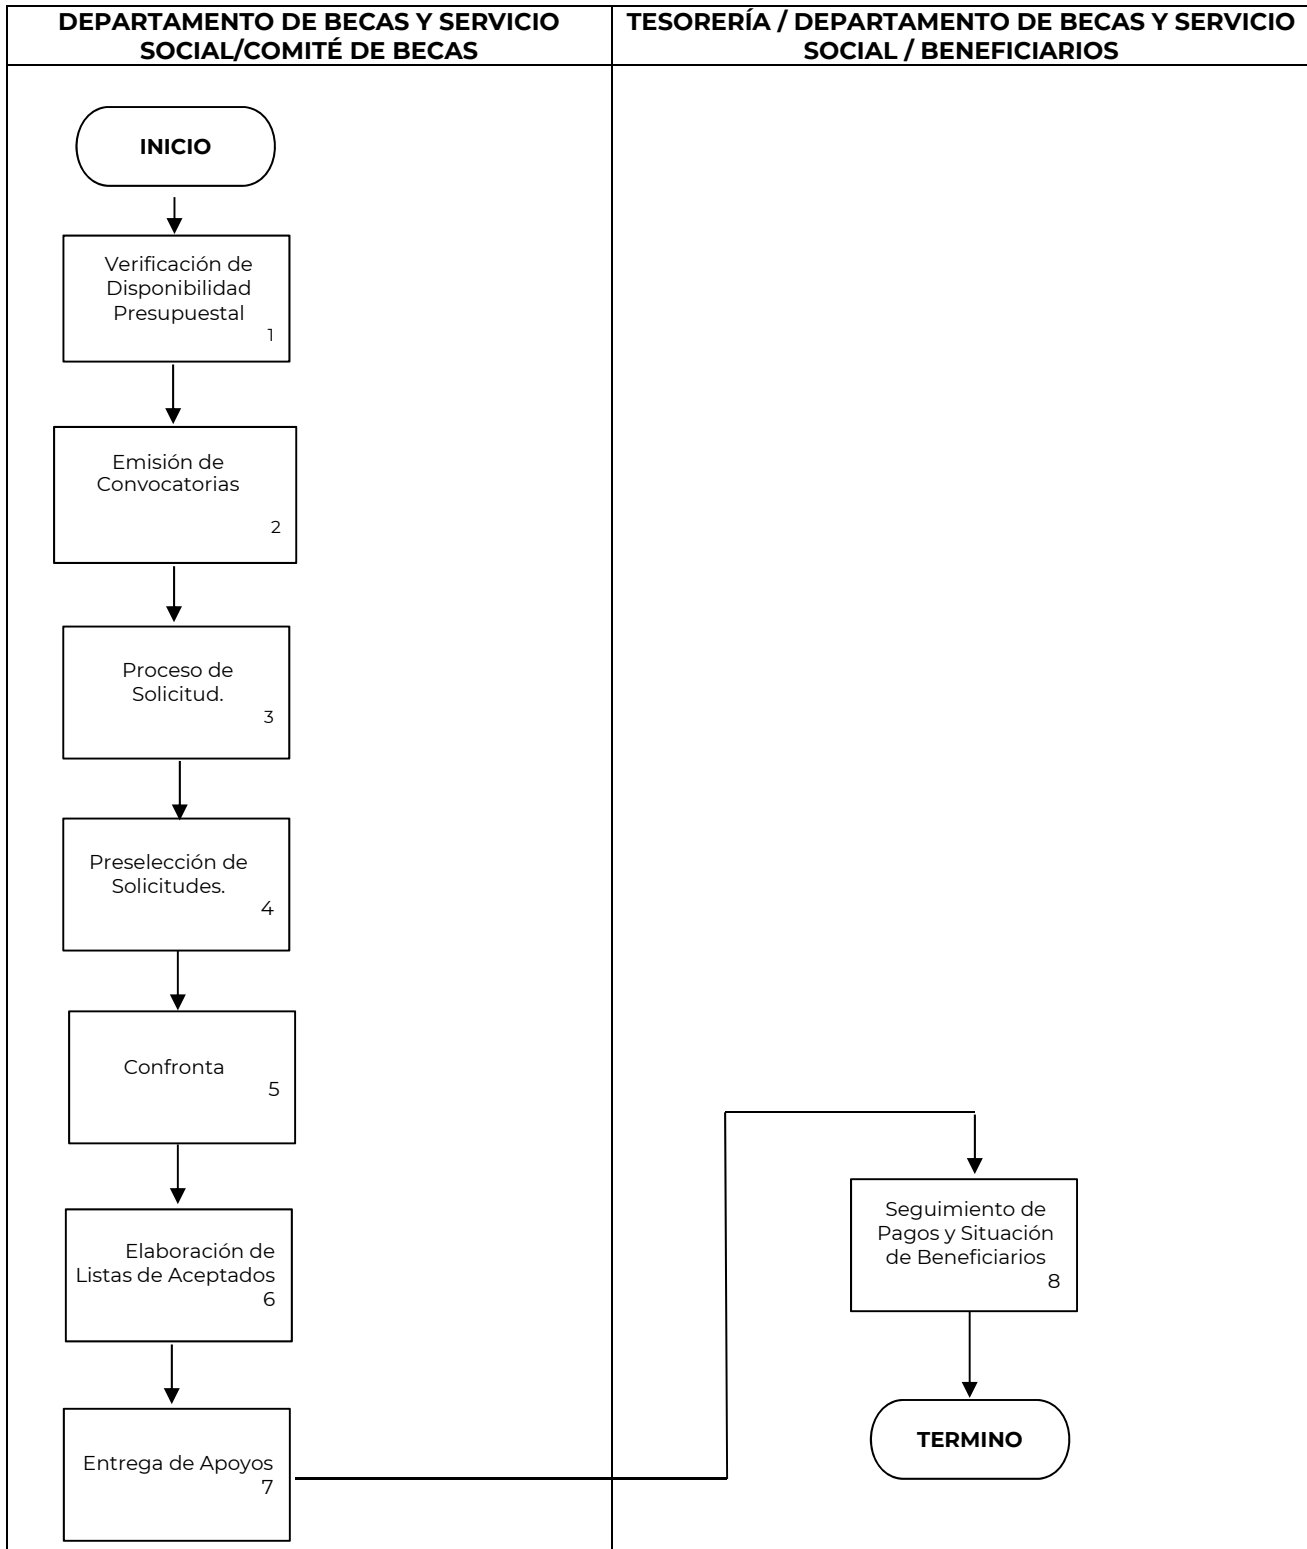 DEPARTAMENTO DE BECAS Y SERVICIO
SOCIAL/COMITÉ DE BECAS
TESORERÍA / DEPARTAMENTO DE BECAS Y SERVICIO
SOCIAL / BENEFICIARIOS
INICIO
Verificación de
Disponibilidad
Presupuestal
1
Emisión de
Convocatorias
2
Proceso de
Solicitud.
3
Preselección de
Solicitudes.
4
Confronta
5
Elaboración de
Listas de Aceptados
6
Entrega de Apoyos
7
Seguimiento de
Pagos y Situación
de Beneficiarios
8
TERMINO